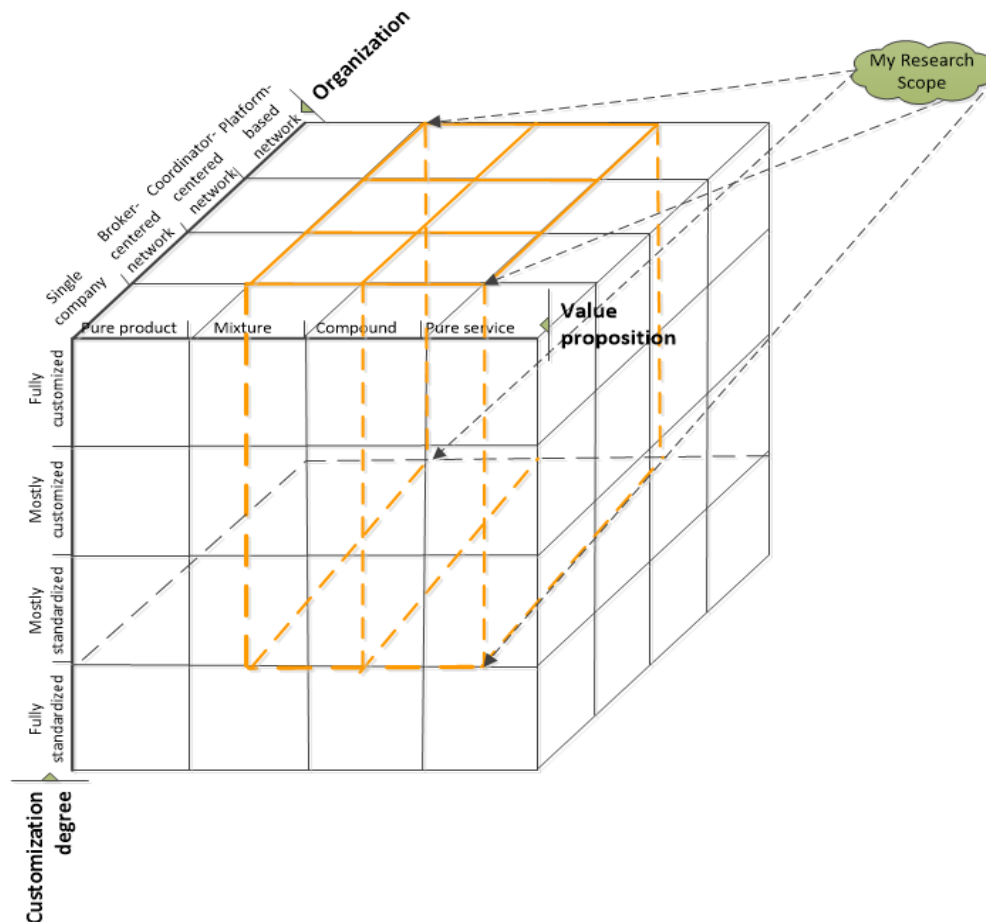 Organization
My Research
Scope
Platform-
based
network
Coordinator-
centered
network
Broker-
centered
network
Single
company
Value
proposition
Pure product
Mixture
Compound
Pure service
Fully
customized
Mostly
customized
Mostly
standardized
Fully
standardized
Customization
degree